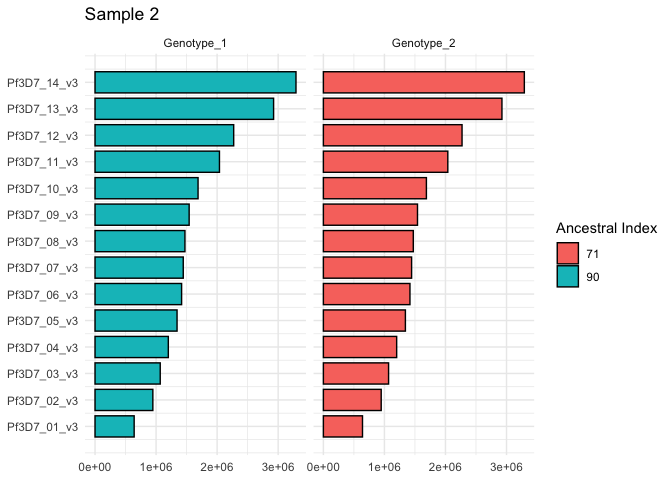 Sample 2
Genotype_1 Genotype_2
Pf3D7_14_v3
Pf3D7_13_v3
Pf3D7_12_v3
Pf3D7_11_v3
Pf3D7_10_v3
Pf3D7_09_v3
Pf3D7_08_v3
Pf3D7_07_v3
Pf3D7_06_v3
Pf3D7_05_v3
Pf3D7_04_v3
Pf3D7_03_v3
Pf3D7_02_v3
Pf3D7_01_v3
0e+00 1e+06 2e+06 3e+06 0e+00 1e+06 2e+06 3e+06
Ancestral Index
71
90